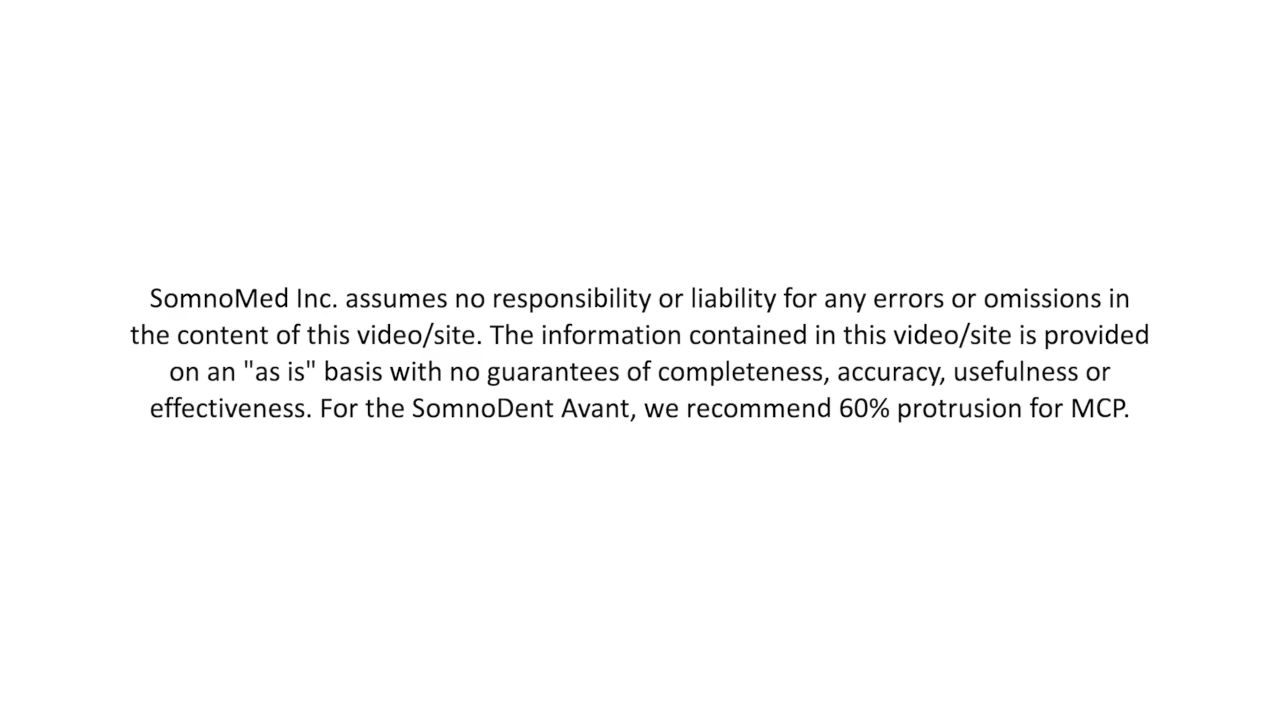 SomnoMed Inc. assumes no responsibility or liability for any errors or omissions in
the content of this video/site. The information contained in this video/site is provided
on an "as is" basis with no guarantees of completeness, accuracy, usefulness or
effectiveness. For the SomnoDent Avant, we recommend 60% protrusion for MCP.